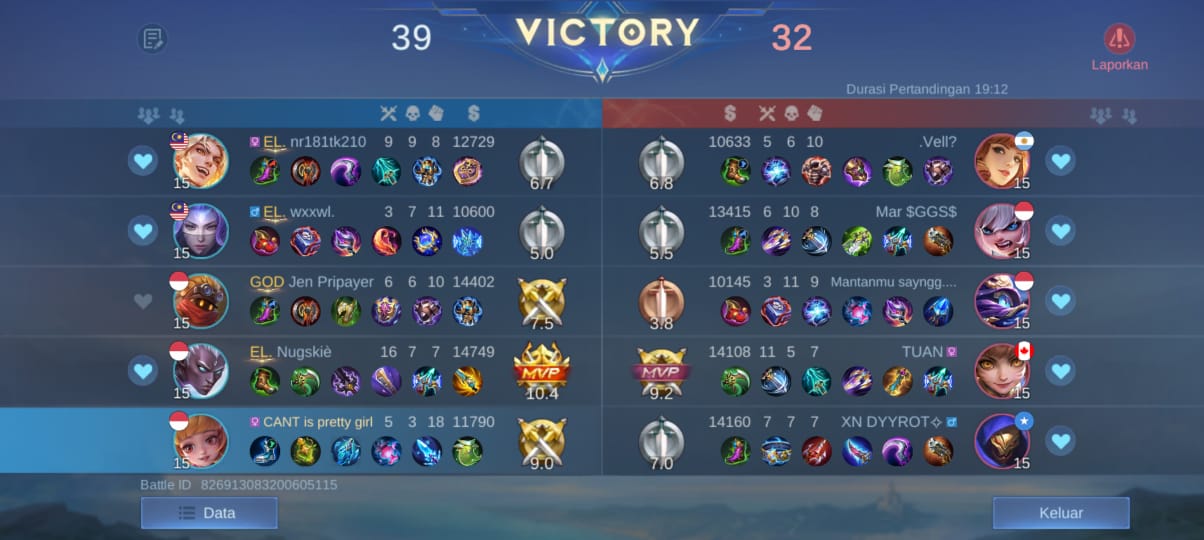 39 VICTORY 32
Laporkan
Durasi Pertandingan 19:12
EL. nr181tk210 9 9 8 12729
15 6.7
10633 5 6 10 .Vell?
6.8 15
EL. wxxwl. 3 7 11 10600
15 5.0
13415 6 10 8 Mar $GGS$
5.5 15
GOD Jen Pripayer 6 6 10 14402
15 7.5
10145 3 11 9 Mantanmu sayngg....
3.8 15
EL. Nugskiè 16 7 7 14749
15 MVP 10.4
14108 11 5 7 TUAN
MVP 9.2 15
CANT is pretty girl 5 3 18 11790
15 9.0
14160 7 7 7 XN DYYROT✧
7.0 15
Battle ID 826913083200605115
Data
Keluar